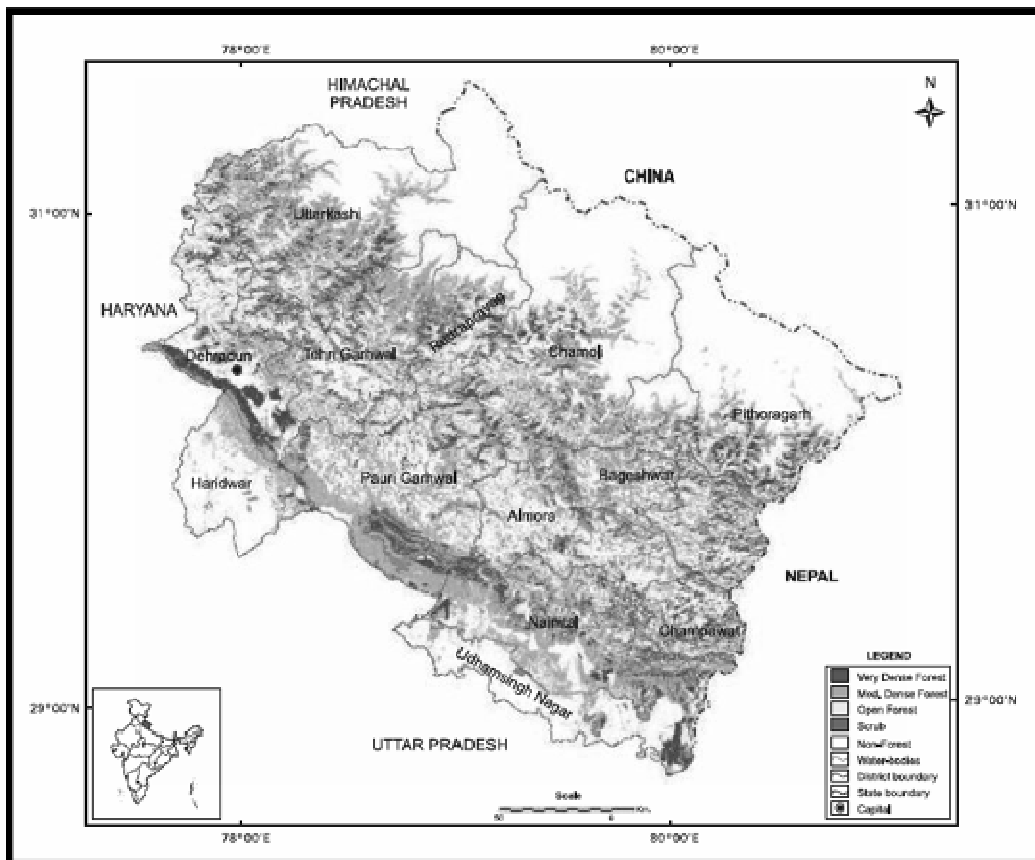 78°00'E
80°00'E
HIMACHAL
PRADESH
N
CHINA
31°00'N
31°00'N
Uttarkashi
HARYANA
Rudraprayag
Dehradun
Tehri Garhwal
Chamoli
Pithoragarh
Haridwar
Pauri Garhwal
Bageshwar
Almora
NEPAL
Nainital
Champawat
Udhamsingh Nagar
LEGEND
Very Dense Forest
Mod. Dense Forest
Open Forest
Scrub
Non-Forest
Water-bodies
District boundary
State boundary
Capital
29°00'N
29°00'N
UTTAR PRADESH
Scale
Km.
78°00'E
80°00'E